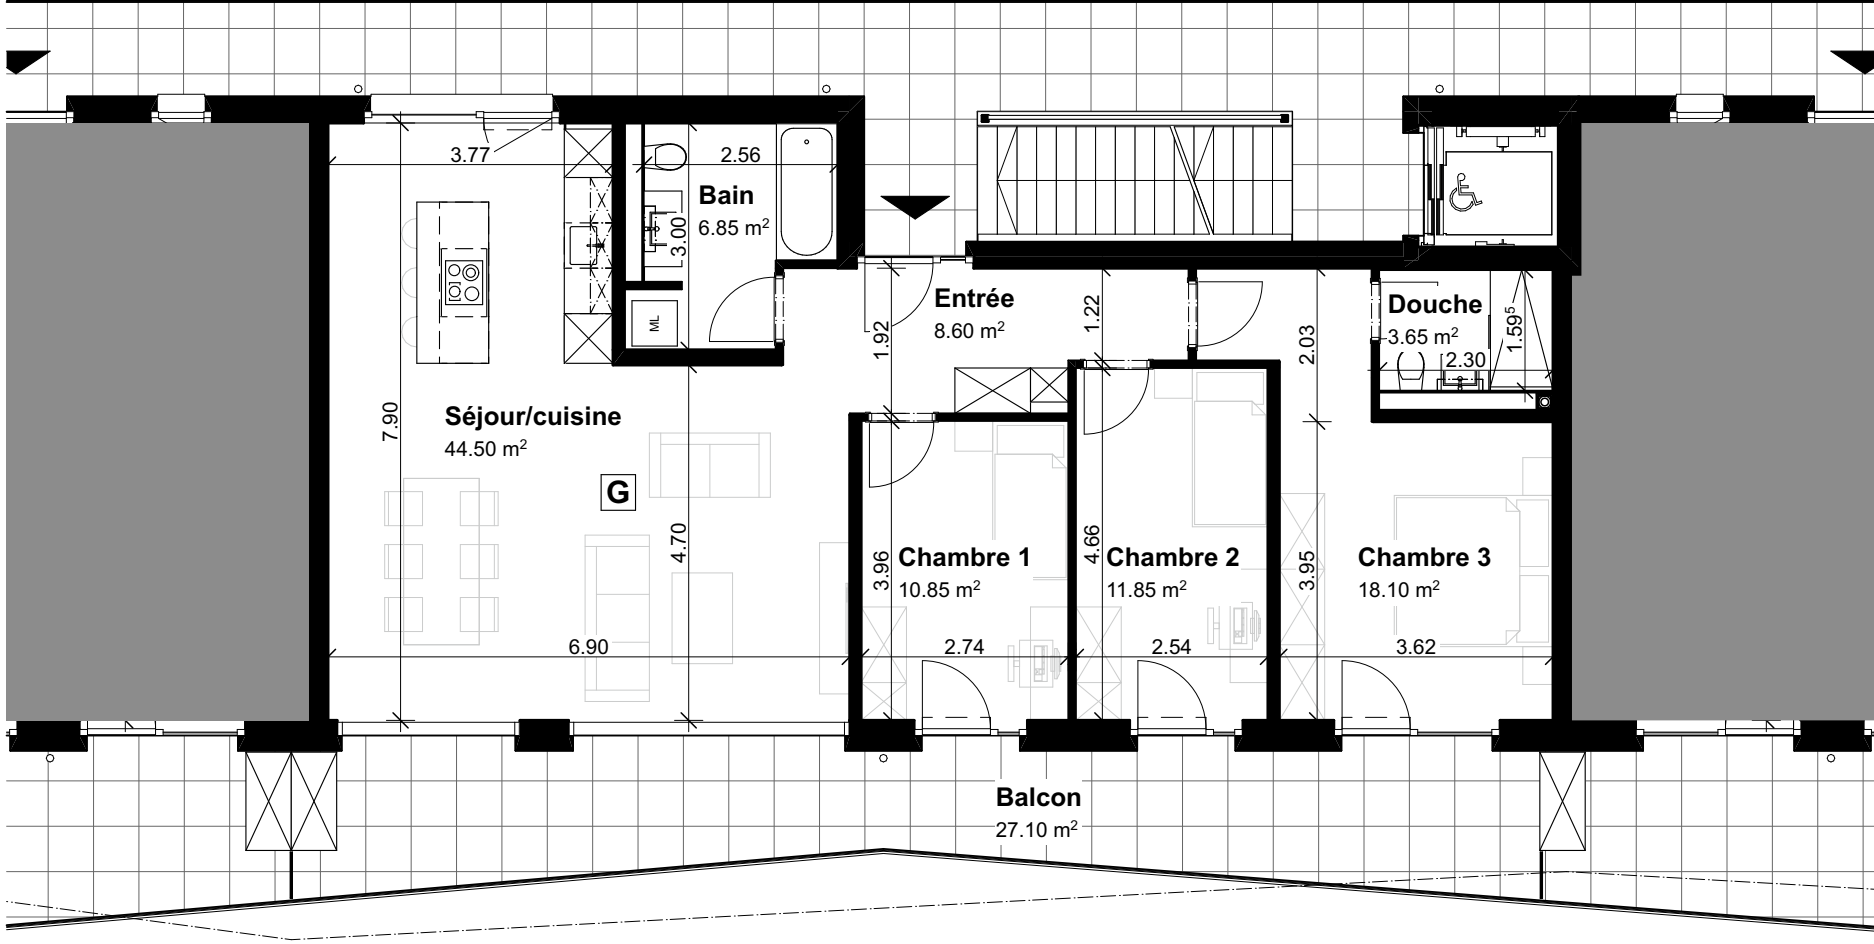 3.77
2.56
Bain
6.85 m²
3.00
ML
Entrée
8.60 m²
1.92
1.22
2.03
Douche
3.65 m²
1.59⁵
2.30
7.90
Séjour/cuisine
44.50 m²
G
4.70
6.90
3.96
Chambre 1
10.85 m²
2.74
4.66
Chambre 2
11.85 m²
2.54
3.95
Chambre 3
18.10 m²
3.62
Balcon
27.10 m²